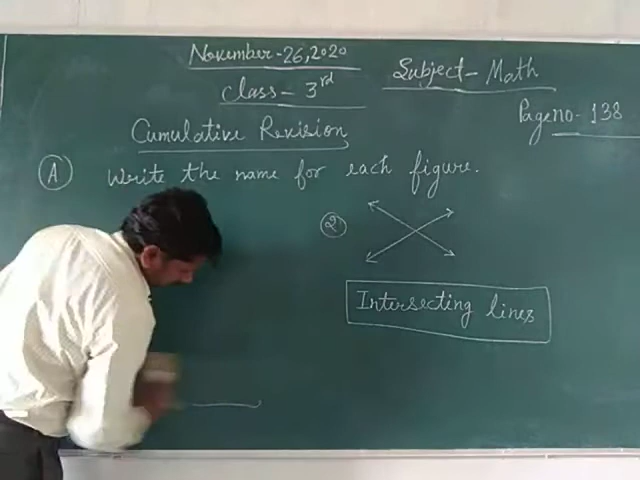 November-26,2020
Subject-Math
Class-3rd
Page no-138
Cumulative Revision
A Write the name for each figure.
2
Intersecting lines